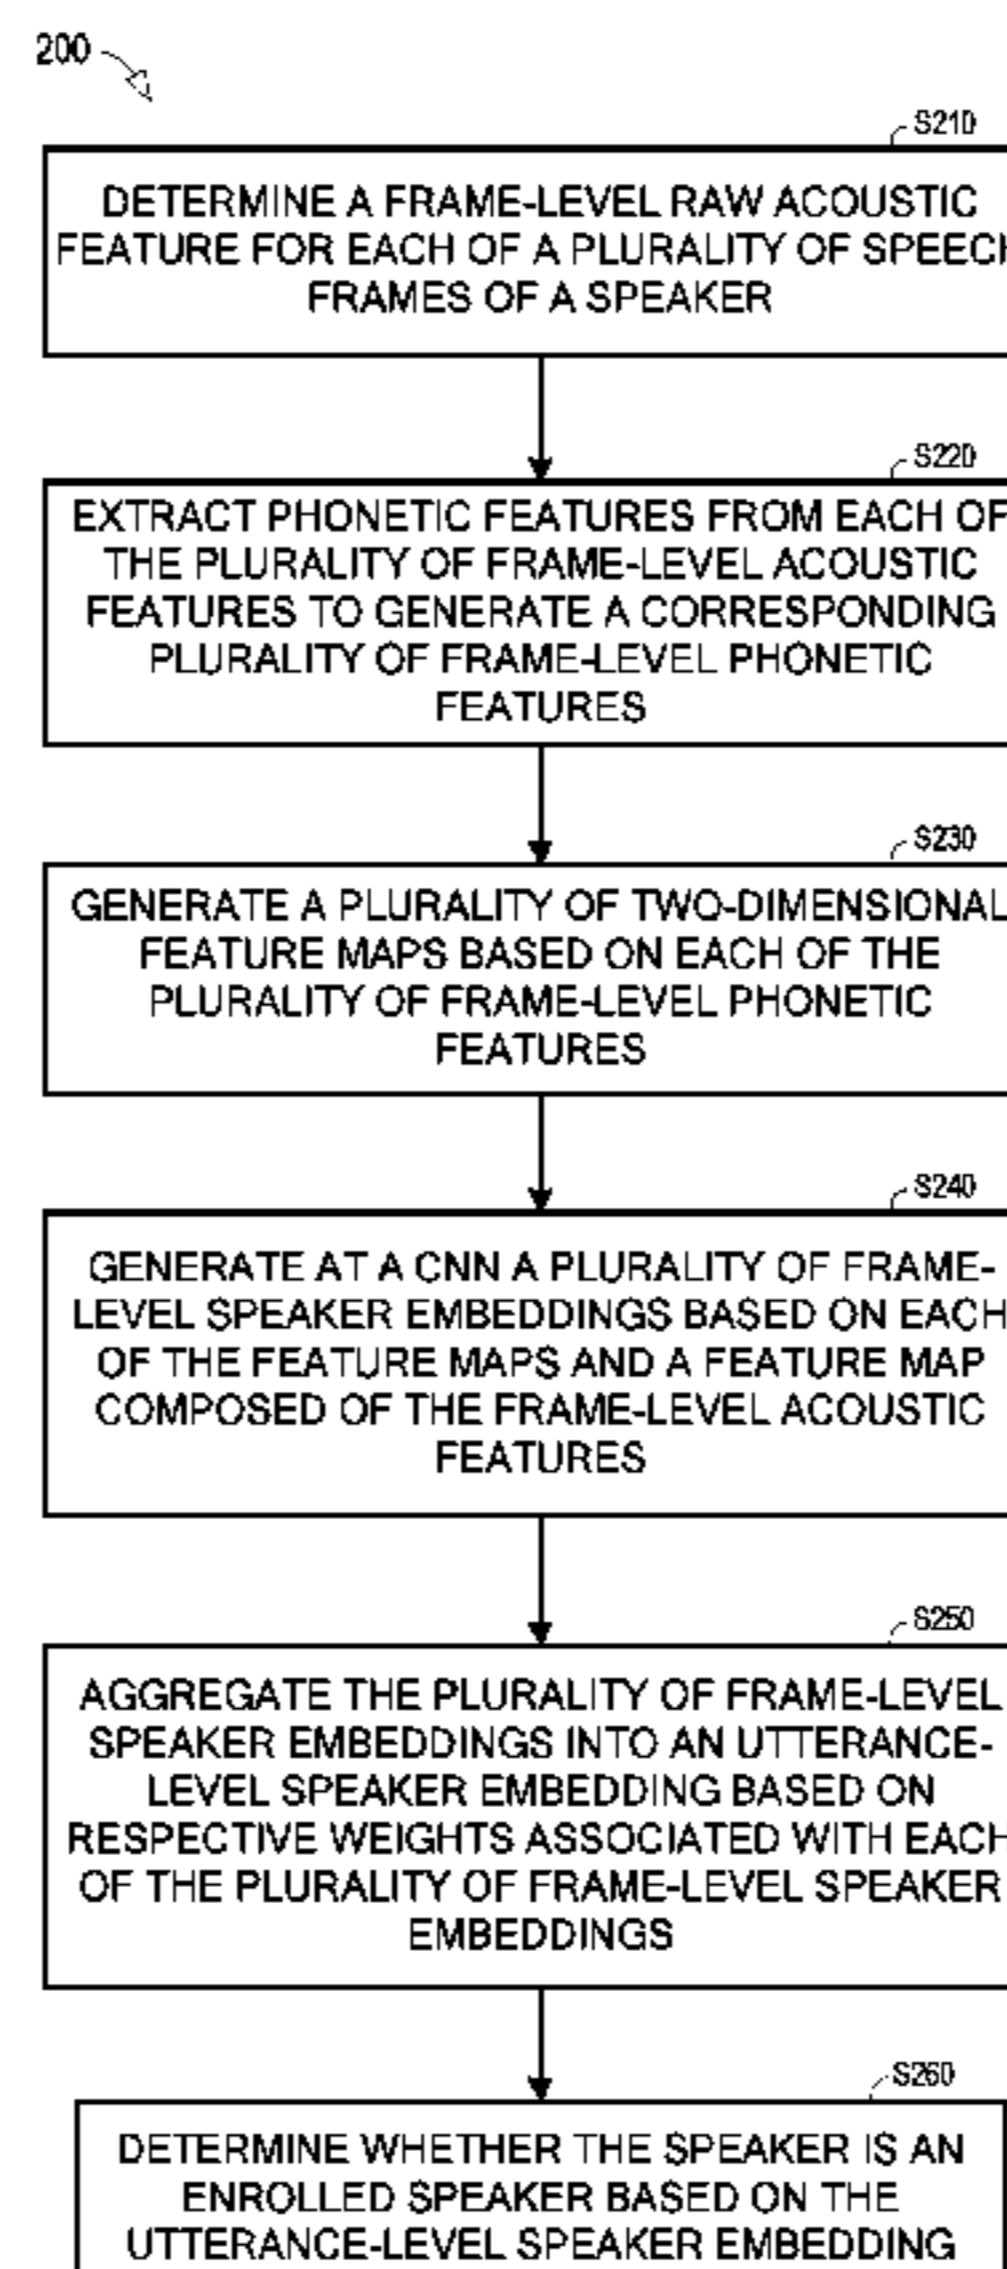 200
S210
DETERMINE A FRAME-LEVEL RAW ACOUSTIC
FEATURE FOR EACH OF A PLURALITY OF SPEECH
FRAMES OF A SPEAKER
S220
EXTRACT PHONETIC FEATURES FROM EACH OF
THE PLURALITY OF FRAME-LEVEL ACOUSTIC
FEATURES TO GENERATE A CORRESPONDING
PLURALITY OF FRAME-LEVEL PHONETIC
FEATURES
S230
GENERATE A PLURALITY OF TWO-DIMENSIONAL
FEATURE MAPS BASED ON EACH OF THE
PLURALITY OF FRAME-LEVEL PHONETIC
FEATURES
S240
GENERATE AT A CNN A PLURALITY OF FRAME-
LEVEL SPEAKER EMBEDDINGS BASED ON EACH
OF THE FEATURE MAPS AND A FEATURE MAP
COMPOSED OF THE FRAME-LEVEL ACOUSTIC
FEATURES
S250
AGGREGATE THE PLURALITY OF FRAME-LEVEL
SPEAKER EMBEDDINGS INTO AN UTTERANCE-
LEVEL SPEAKER EMBEDDING BASED ON
RESPECTIVE WEIGHTS ASSOCIATED WITH EACH
OF THE PLURALITY OF FRAME-LEVEL SPEAKER
EMBEDDINGS
S260
DETERMINE WHETHER THE SPEAKER IS AN
ENROLLED SPEAKER BASED ON THE
UTTERANCE-LEVEL SPEAKER EMBEDDING